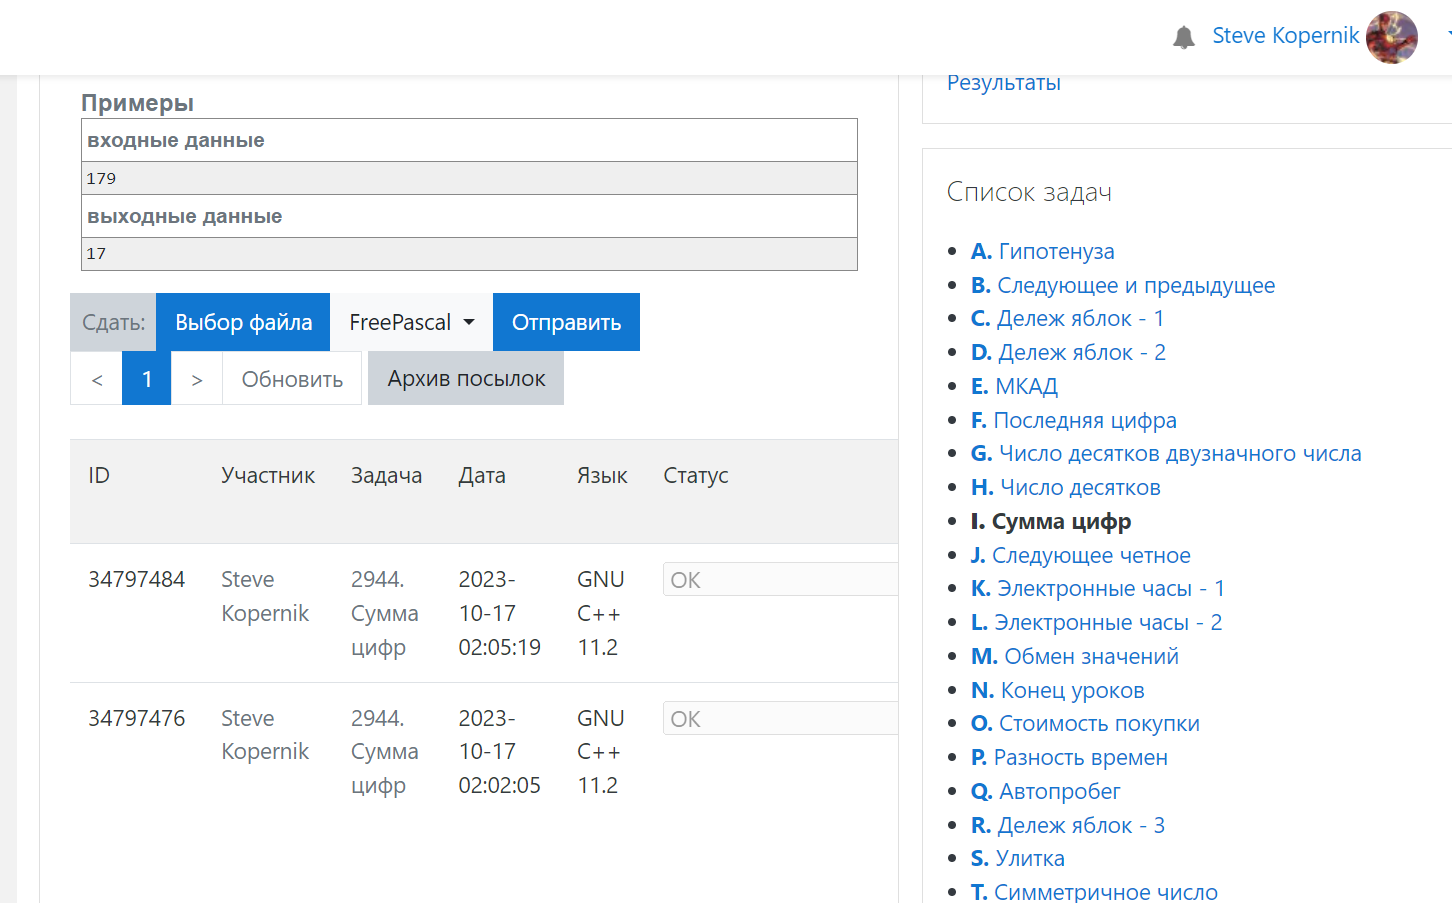 Steve Kopernik
Примеры
входные данные
179
выходные данные
17
Сдать: Выбор файла FreePascal Отправить
< 1 > Обновить Архив посылок
ID Участник Задача Дата Язык Статус
34797484 Steve 2944. 2023- GNU OK
Kopernik Сумма 10-17 C++
цифр 02:05:19 11.2
34797476 Steve 2944. 2023- GNU OK
Kopernik Сумма 10-17 C++
цифр 02:02:05 11.2
Результаты
Список задач
A. Гипотенуза
B. Следующее и предыдущее
C. Дележ яблок - 1
D. Дележ яблок - 2
E. МКАД
F. Последняя цифра
G. Число десятков двузначного числа
H. Число десятков
I. Сумма цифр
J. Следующее четное
K. Электронные часы - 1
L. Электронные часы - 2
M. Обмен значений
N. Конец уроков
O. Стоимость покупки
P. Разность времен
Q. Автопробег
R. Дележ яблок - 3
S. Улитка
T. Симметричное число